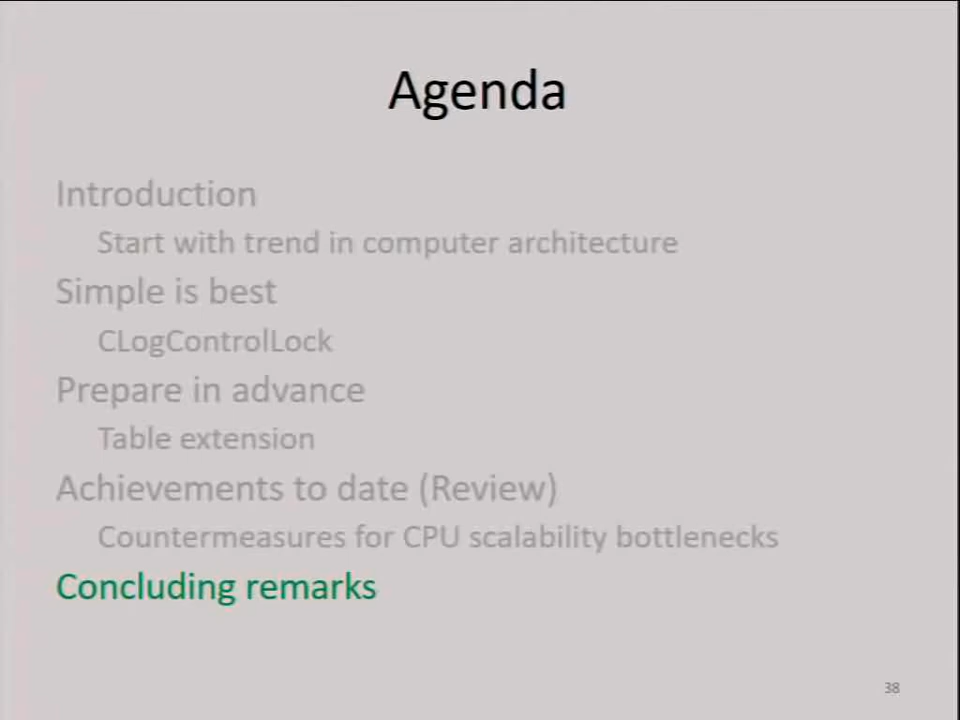 Agenda
Introduction
Start with trend in computer architecture
Simple is best
CLogControlLock
Prepare in advance
Table extension
Achievements to date (Review)
Countermeasures for CPU scalability bottlenecks
Concluding remarks
38